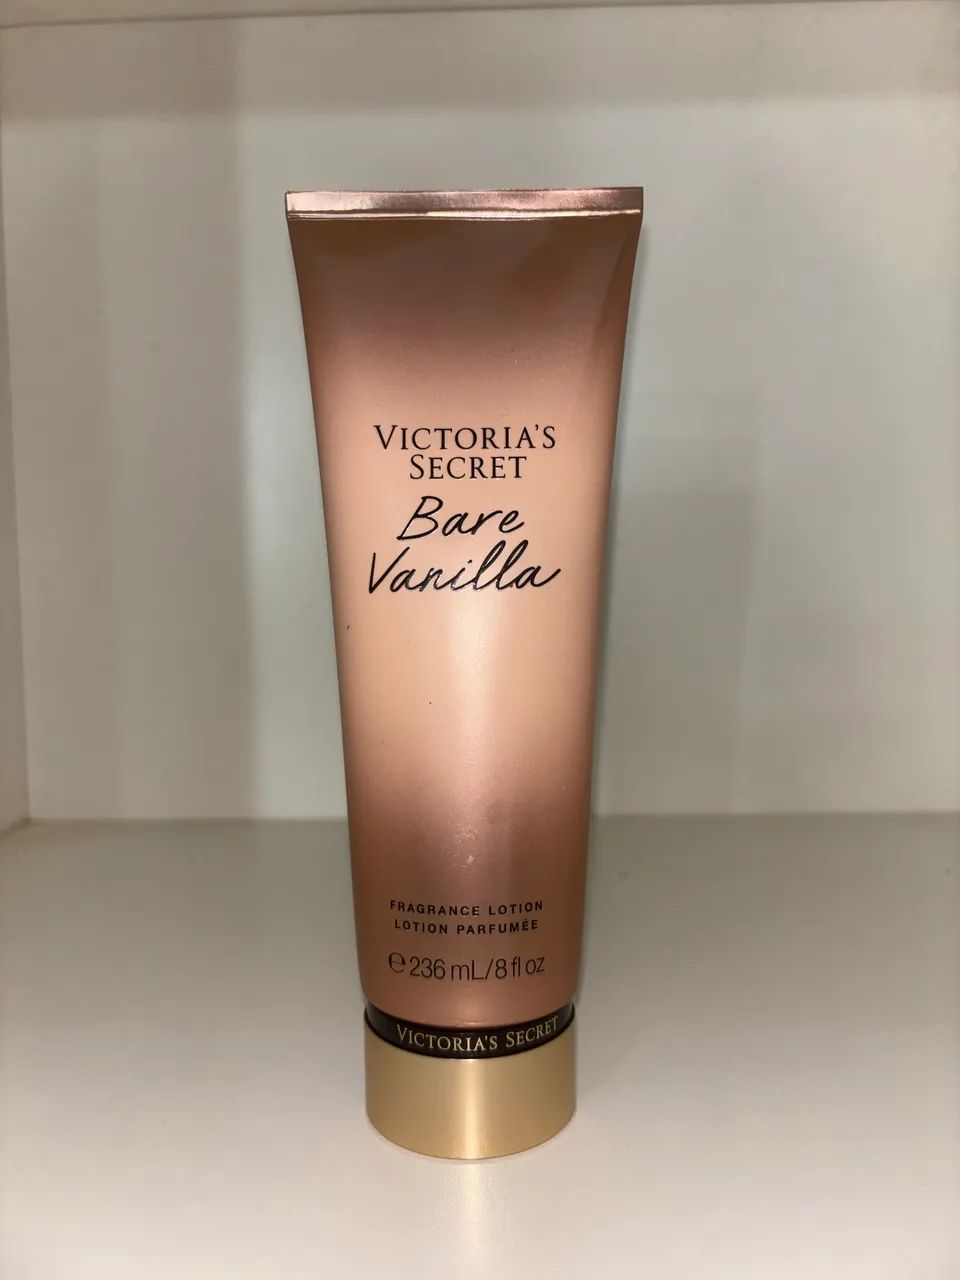 VICTORIA'S
SECRET
Bare
Vanilla
FRAGRANCE LOTION
LOTION PARFUMÉE
℮ 236 mL/8 fl oz
VICTORIA'S SECRET